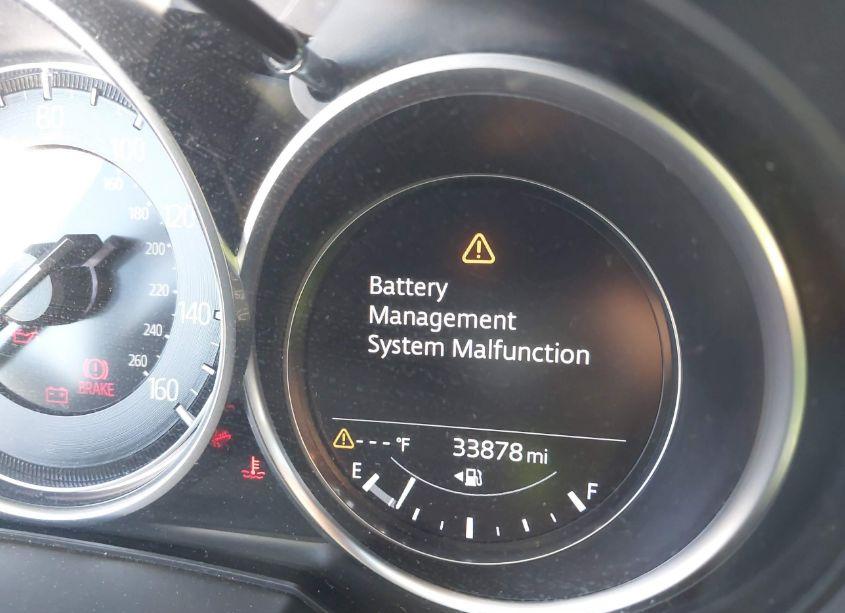 80
100
160
180
120
200
220
140
240
260
160
BRAKE
Battery
Management
System Malfunction
--- °F
33878 mi
E
F